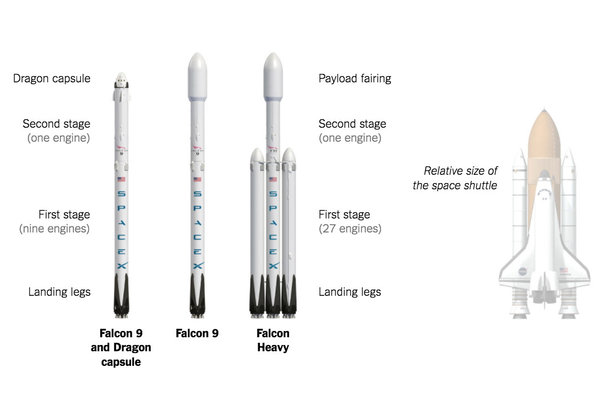 Dragon capsule
Second stage
(one engine)
First stage
(nine engines)
Landing legs
SPACEX
SPACEX
SPACEX
Payload fairing
Second stage
(one engine)
First stage
(27 engines)
Landing legs
Relative size of
the space shuttle
Falcon 9
and Dragon
capsule
Falcon 9
Falcon
Heavy